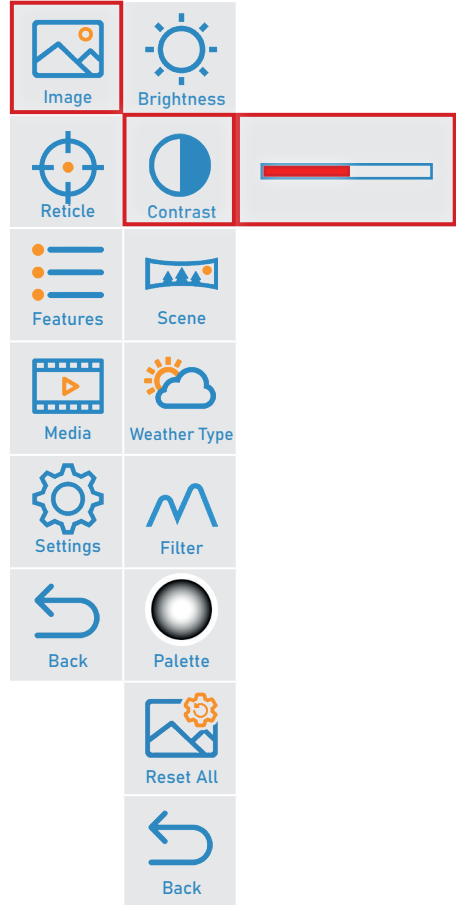 Image
Brightness
Reticle
Contrast
Features
Scene
Media
Weather Type
Settings
Filter
Back
Palette
Reset All
Back